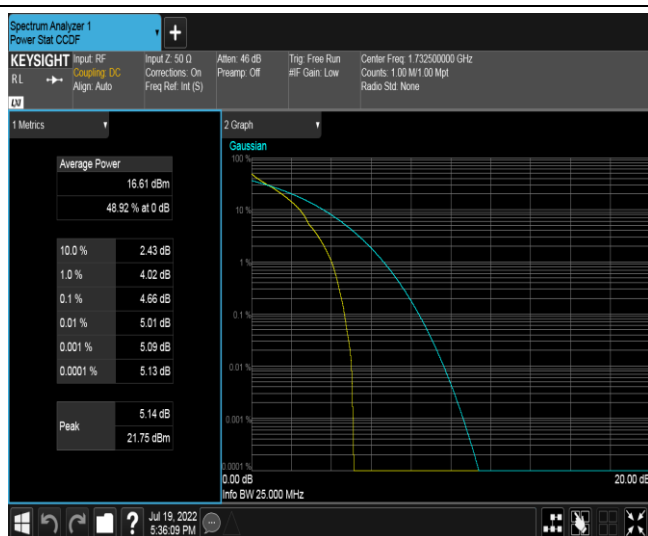 Spectrum Analyzer 1
Power Stat CCDF
+
KEYSIGHT
RL
LXI
Input: RF
Coupling: DC
Align: Auto
Input Z: 50 Ω
Corrections: On
Freq Ref: Int (S)
Atten: 46 dB
Preamp: Off
Trig: Free Run
#IF Gain: Low
Center Freq: 1.732500000 GHz
Counts: 1.00 M/1.00 Mpt
Radio Std: None
1 Metrics
Average Power
16.61 dBm
48.92 % at 0 dB
10.0 % 2.43 dB
1.0 % 4.02 dB
0.1 % 4.66 dB
0.01 % 5.01 dB
0.001 % 5.09 dB
0.0001 % 5.13 dB
Peak
5.14 dB
21.75 dBm
2 Graph
Gaussian
100 %
10 %
1 %
0.1 %
0.01 %
0.001 %
0.0001 %
0.00 dB 20.00 dB
Info BW 25.000 MHz
?
Jul 19, 2022
5:36:09 PM